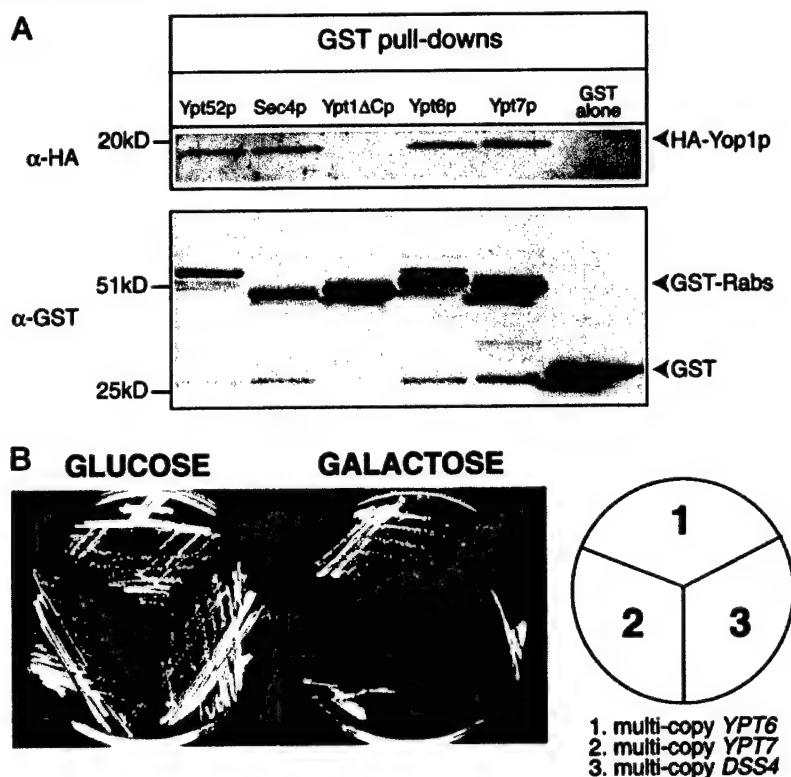 A
GST pull-downs
Ypt52p Sec4p Ypt1ΔCp Ypt6p Ypt7p GST alone
α-HA 20kD HA-Yop1p
α-GST 51kD GST-Rabs
25kD GST
B
GLUCOSE GALACTOSE
1
2 3
1. multi-copy YPT6
2. multi-copy YPT7
3. multi-copy DSS4